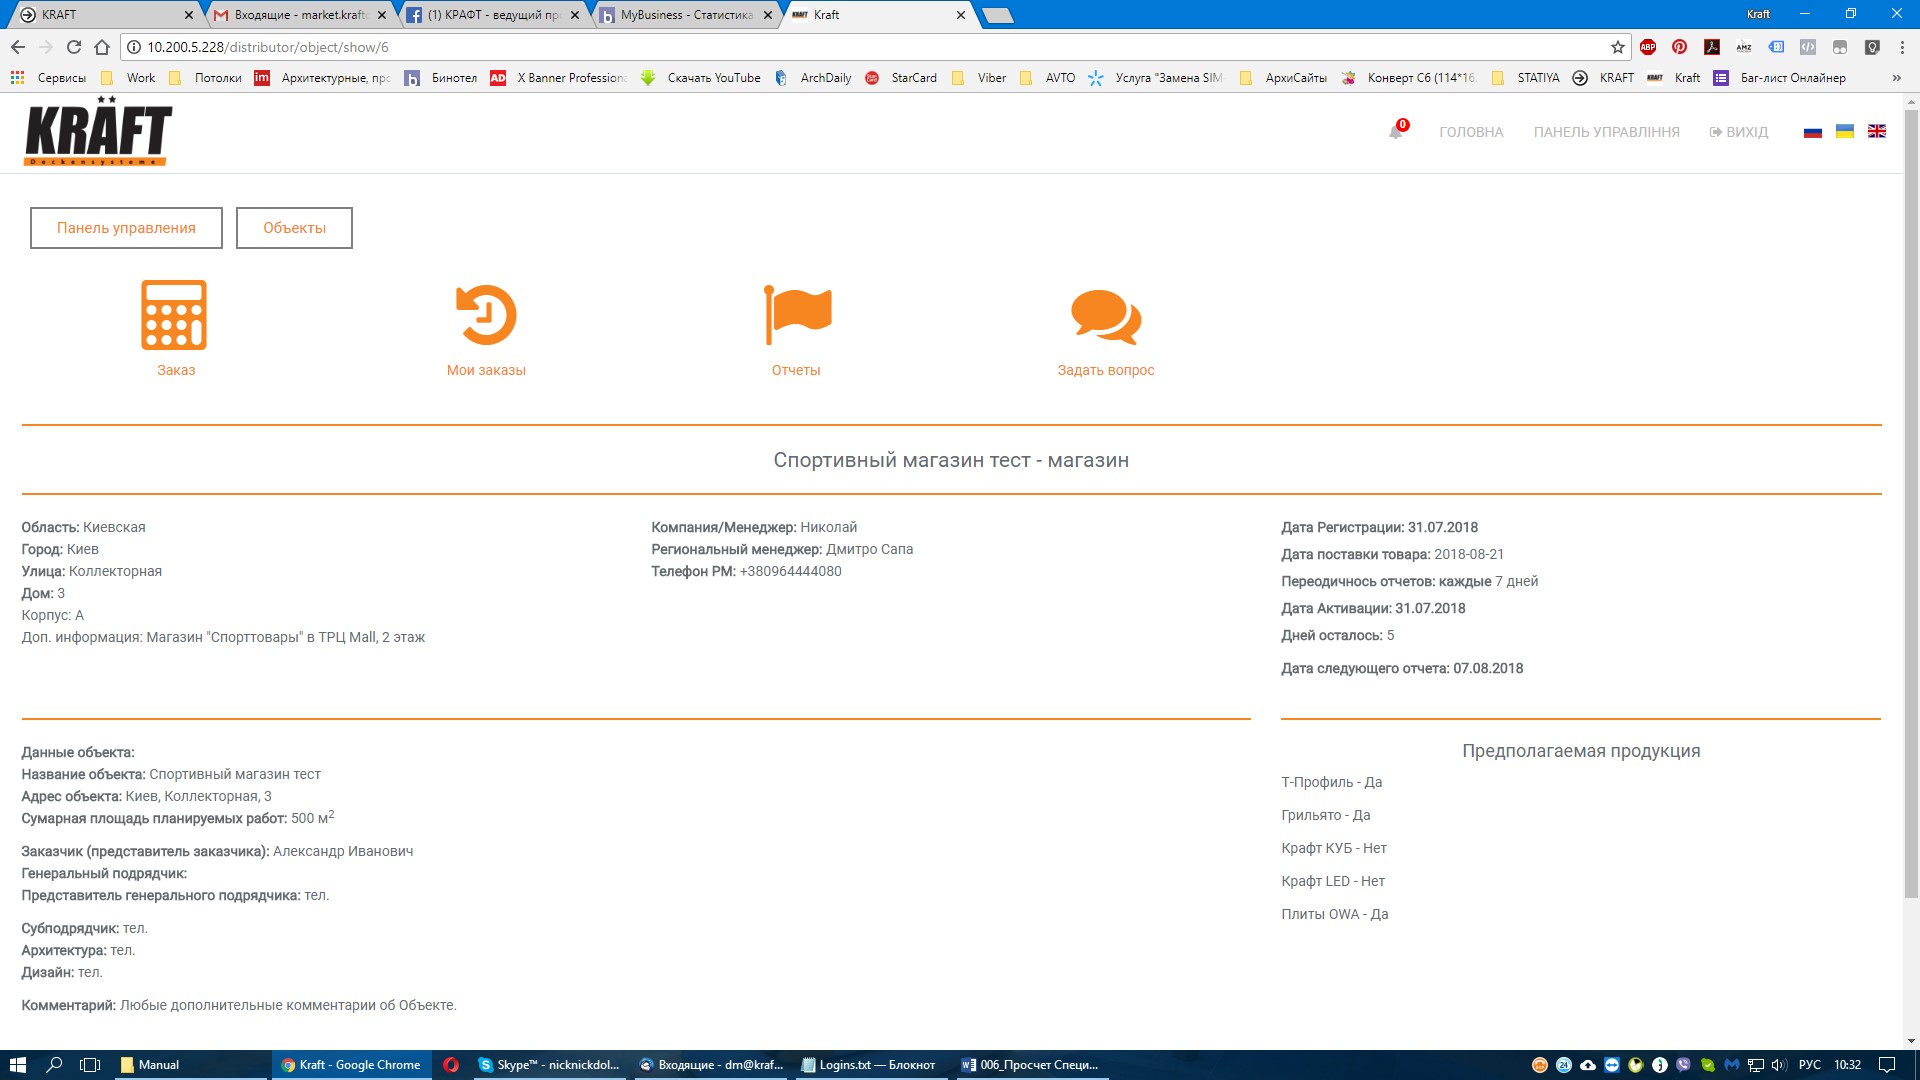 KRAFT
Входящие - market.kraft
(1) КРАФТ - ведущий пр
MyBusiness - Статистика
Kraft
Kraft
10.200.5.228/distributor/object/show/6
Сервисы
Work
Потолки
Архитектурные, про
Бинотел
X Banner Professiona
Скачать YouTube
ArchDaily
StarCard
Viber
AVTO
Услуга "Замена SIM
АрхиСайты
Конверт С6 (114*16
STATIYA
KRAFT
Kraft
Баг-лист Онлайнер
KRÄFT
Deckensysteme
0
ГОЛОВНА
ПАНЕЛЬ УПРАВЛІННЯ
ВИХІД
Панель управления
Объекты
Заказ
Мои заказы
Отчеты
Задать вопрос
Спортивный магазин тест - магазин
Область: Киевская
Город: Киев
Улица: Коллекторная
Дом: 3
Корпус: А
Доп. информация: Магазин "Спорттовары" в ТРЦ Mall, 2 этаж
Компания/Менеджер: Николай
Региональный менеджер: Дмитро Сапа
Телефон РМ: +380964444080
Дата Регистрации: 31.07.2018
Дата поставки товара: 2018-08-21
Переодичнось отчетов: каждые 7 дней
Дата Активации: 31.07.2018
Дней осталось: 5
Дата следующего отчета: 07.08.2018
Данные объекта:
Название объекта: Спортивный магазин тест
Адрес объекта: Киев, Коллекторная, 3
Сумарная площадь планируемых работ: 500 м2
Заказчик (представитель заказчика): Александр Иванович
Генеральный подрядчик:
Представитель генерального подрядчика: тел.
Субподрядчик: тел.
Архитектура: тел.
Дизайн: тел.
Комментарий: Любые дополнительные комментарии об Объекте.
Предполагаемая продукция
Т-Профиль - Да
Грильято - Да
Крафт КУБ - Нет
Крафт LED - Нет
Плиты OWA - Да
Manual
Kraft - Google Chrome
Skype™ - nicknickdol...
Входящие - dm@kraf...
Logins.txt — Блокнот
006_Просчет Специ...
РУС
10:32